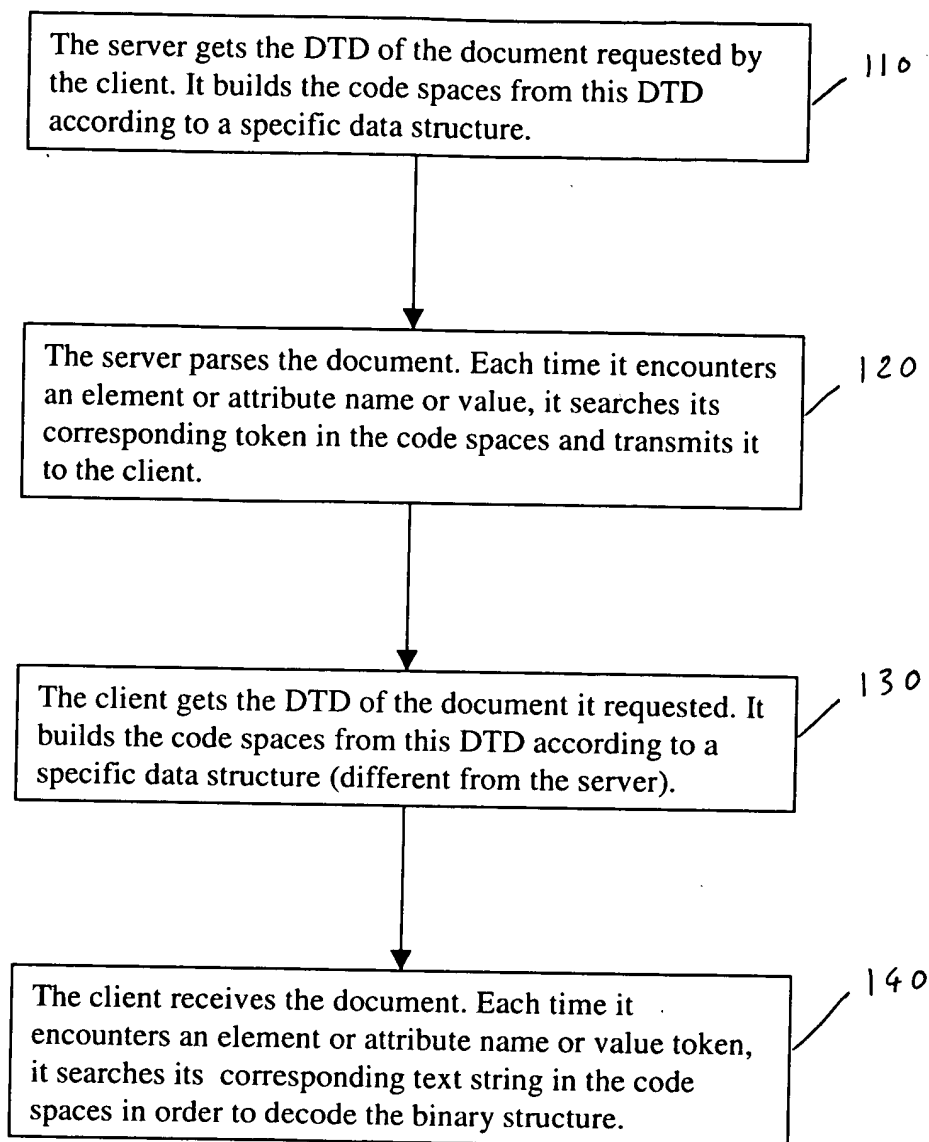 The server gets the DTD of the document requested by
the client. It builds the code spaces from this DTD
according to a specific data structure.
110
The server parses the document. Each time it encounters
an element or attribute name or value, it searches its
corresponding token in the code spaces and transmits it
to the client.
120
The client gets the DTD of the document it requested. It
builds the code spaces from this DTD according to a
specific data structure (different from the server).
130
The client receives the document. Each time it
encounters an element or attribute name or value token,
it searches its corresponding text string in the code
spaces in order to decode the binary structure.
140